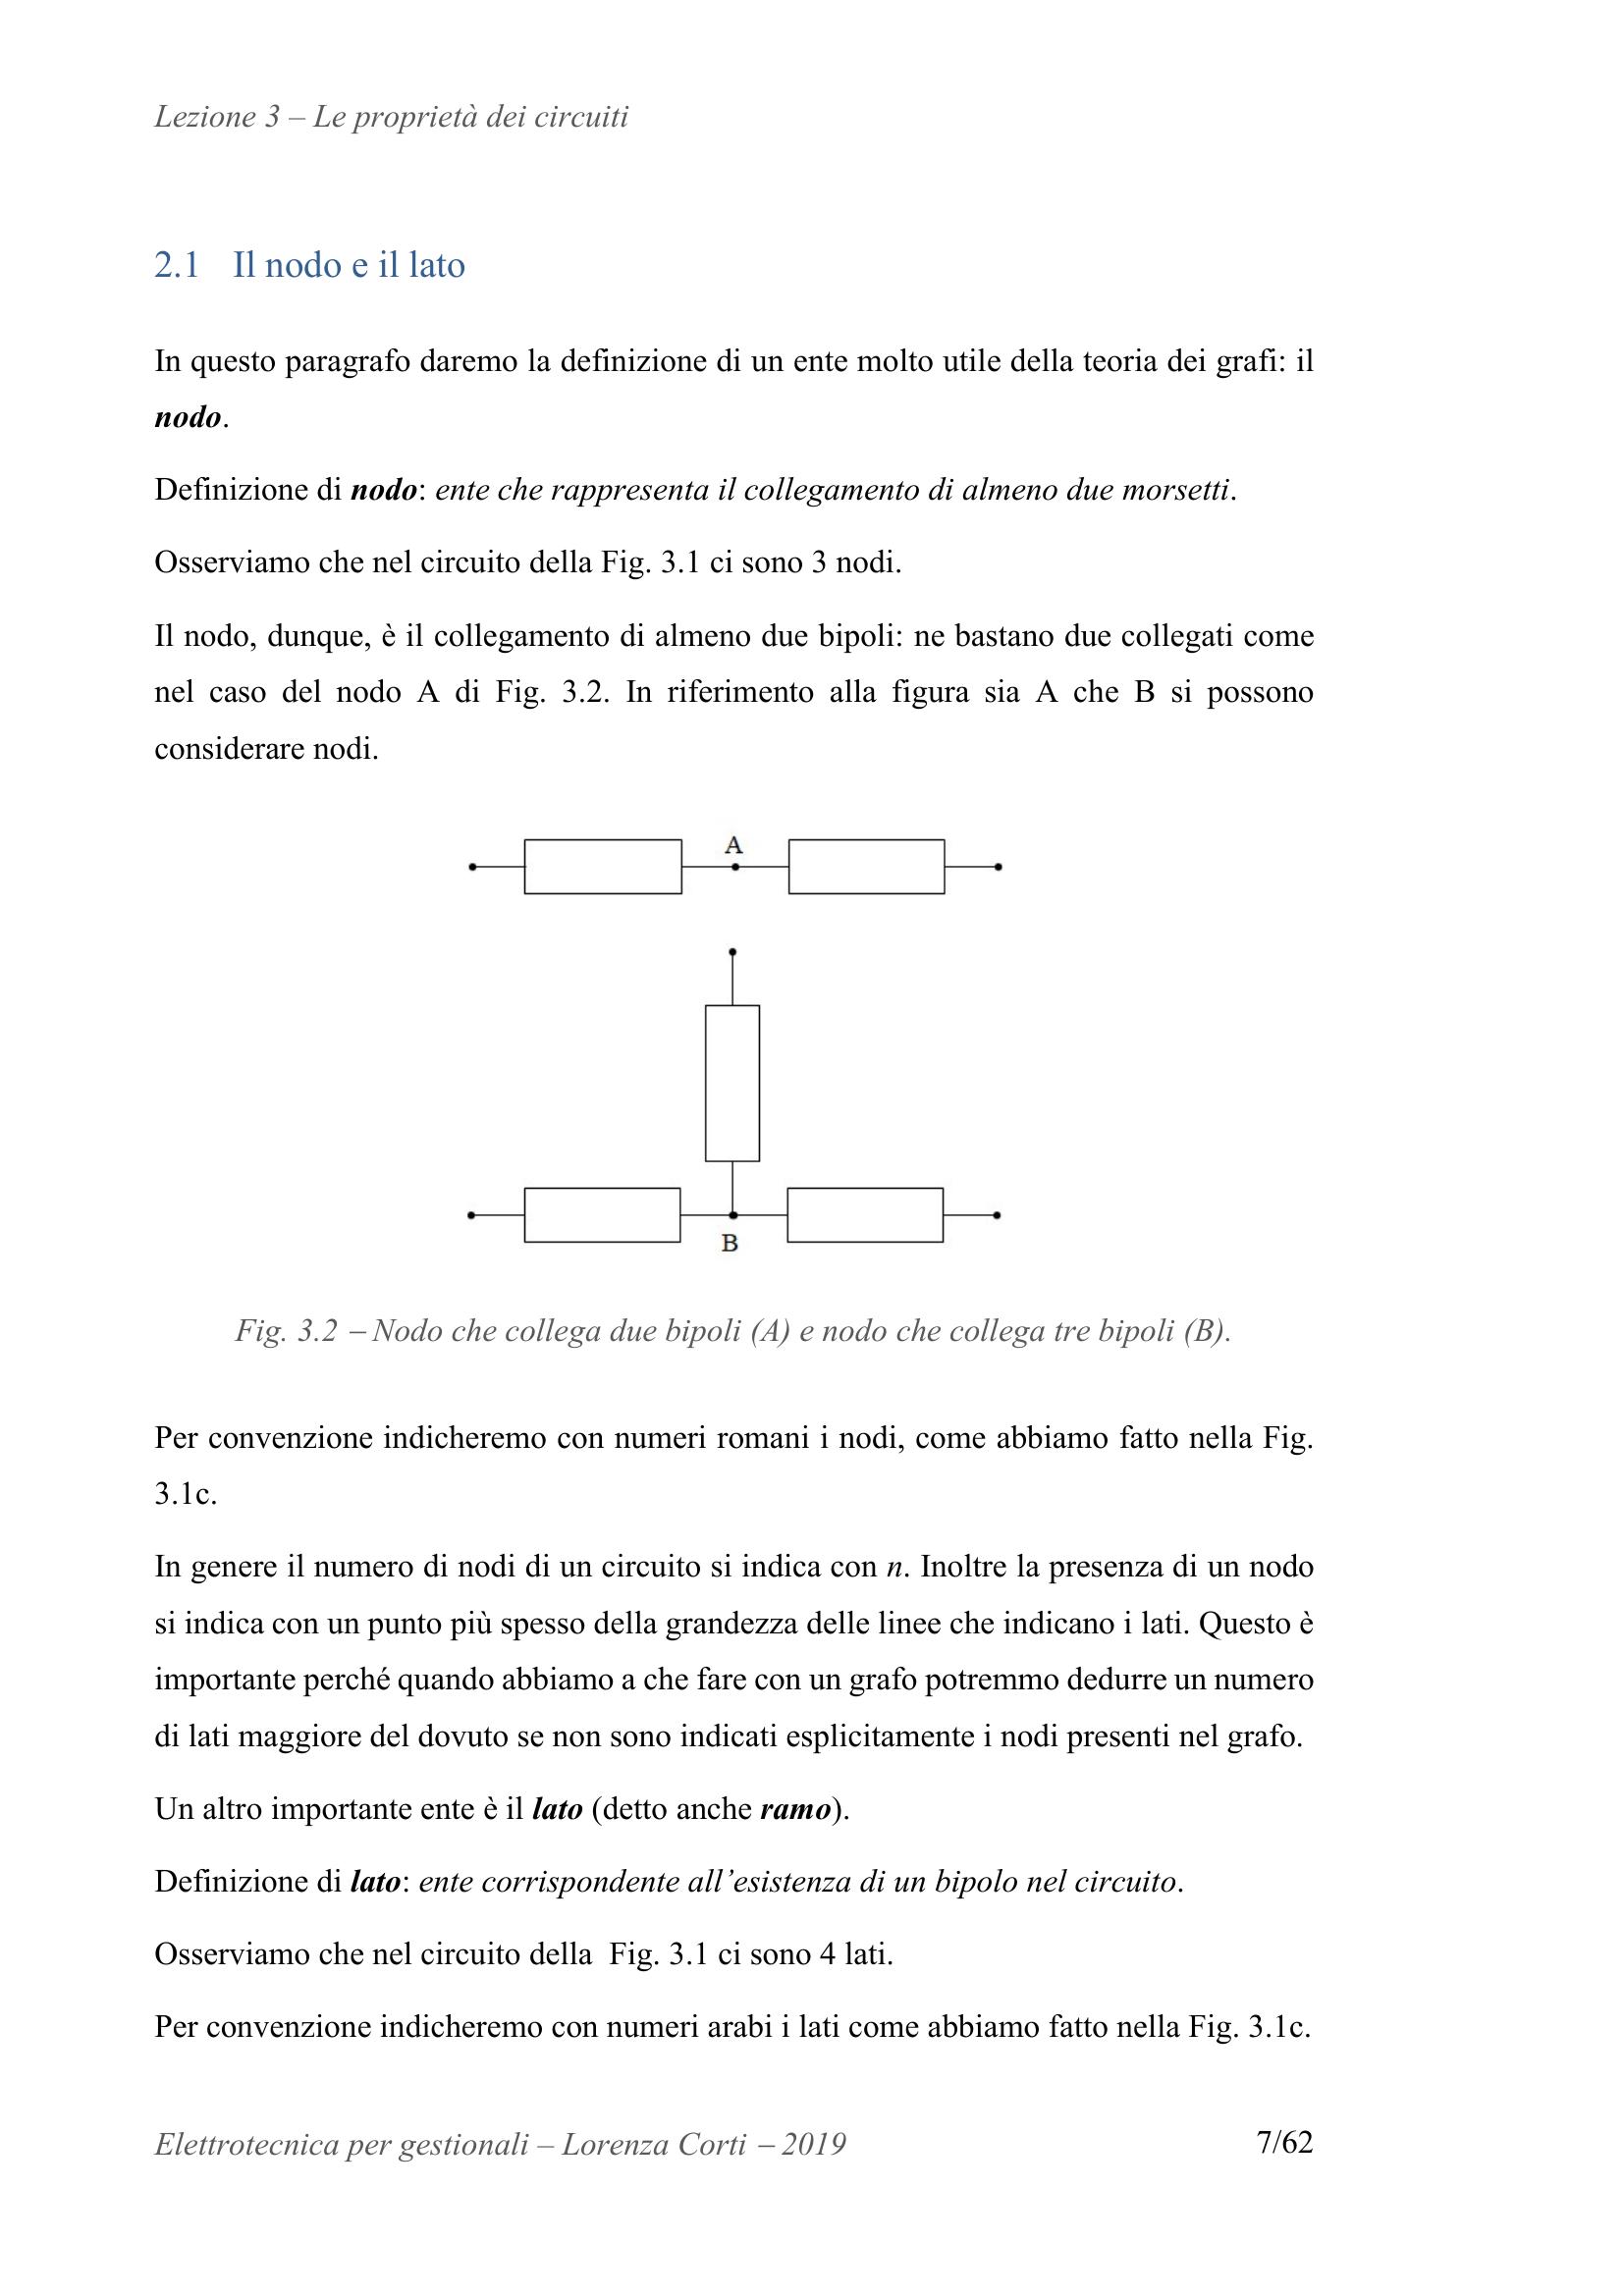 Lezione 3 – Le proprietà dei circuiti
2.1 Il nodo e il lato
In questo paragrafo daremo la definizione di un ente molto utile della teoria dei grafi: il
nodo.
Definizione di nodo: ente che rappresenta il collegamento di almeno due morsetti.
Osserviamo che nel circuito della Fig. 3.1 ci sono 3 nodi.
Il nodo, dunque, è il collegamento di almeno due bipoli: ne bastano due collegati come
nel caso del nodo A di Fig. 3.2. In riferimento alla figura sia A che B si possono
considerare nodi.
A
B
Fig. 3.2 – Nodo che collega due bipoli (A) e nodo che collega tre bipoli (B).
Per convenzione indicheremo con numeri romani i nodi, come abbiamo fatto nella Fig.
3.1c.
In genere il numero di nodi di un circuito si indica con n. Inoltre la presenza di un nodo
si indica con un punto più spesso della grandezza delle linee che indicano i lati. Questo è
importante perché quando abbiamo a che fare con un grafo potremmo dedurre un numero
di lati maggiore del dovuto se non sono indicati esplicitamente i nodi presenti nel grafo.
Un altro importante ente è il lato (detto anche ramo).
Definizione di lato: ente corrispondente all’esistenza di un bipolo nel circuito.
Osserviamo che nel circuito della  Fig. 3.1 ci sono 4 lati.
Per convenzione indicheremo con numeri arabi i lati come abbiamo fatto nella Fig. 3.1c.
Elettrotecnica per gestionali – Lorenza Corti – 2019 7/62